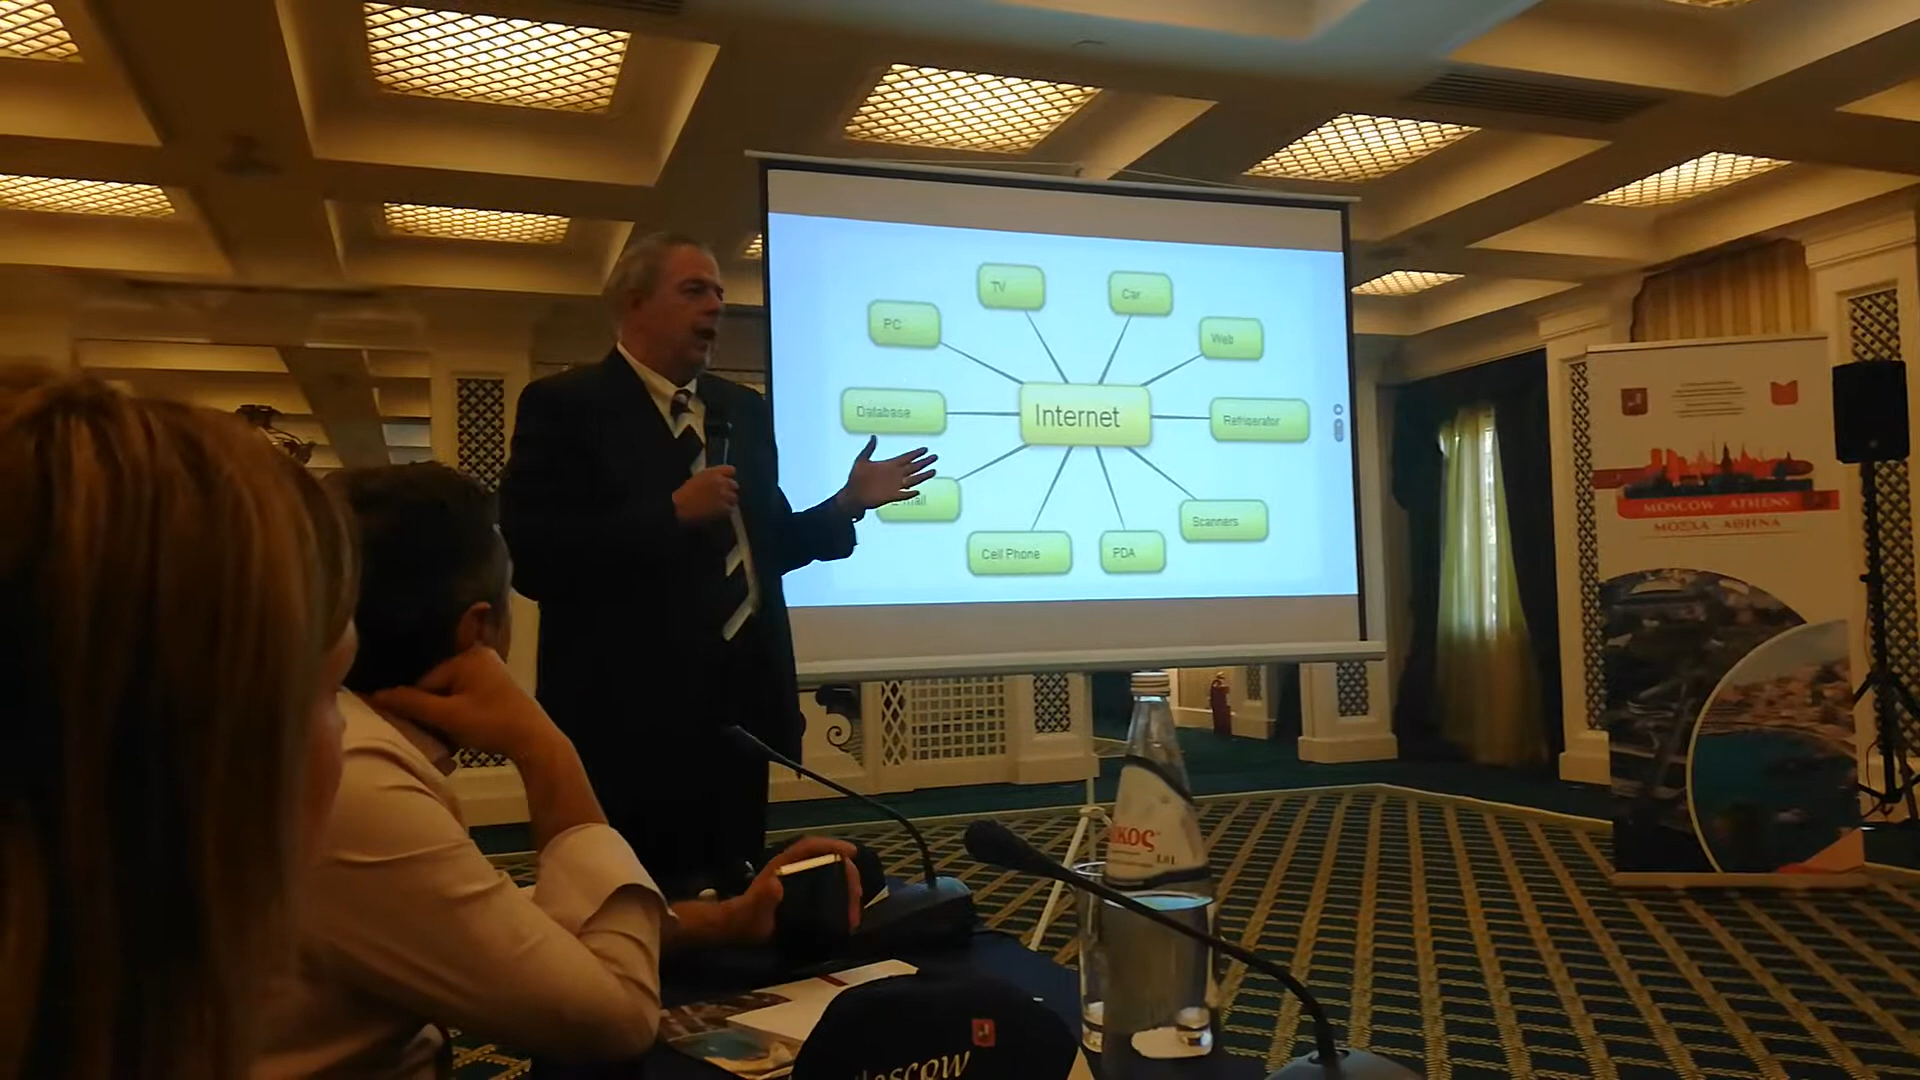 TV
Car
PC
Web
Database
Internet
Refrigerator
Scanners
Cell Phone
PDA
MOSCOW ATHENS
ΜΟΣΧΑ ΑΘΗΝΑ